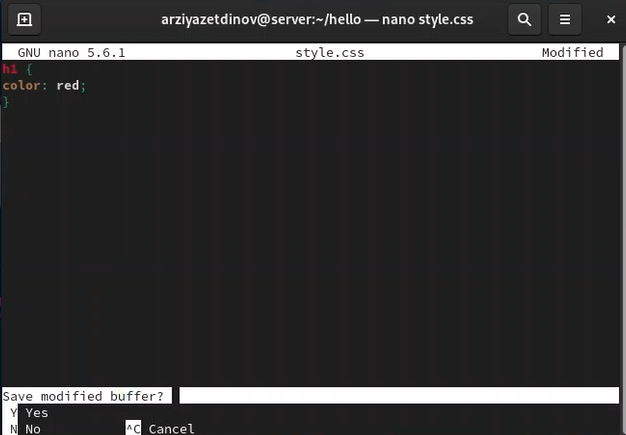 arziyazetdinov@server:~/hello — nano style.css
GNU nano 5.6.1 style.css Modified
h1 {
color: red;
}
Save modified buffer?
Y Yes
N No ^C Cancel